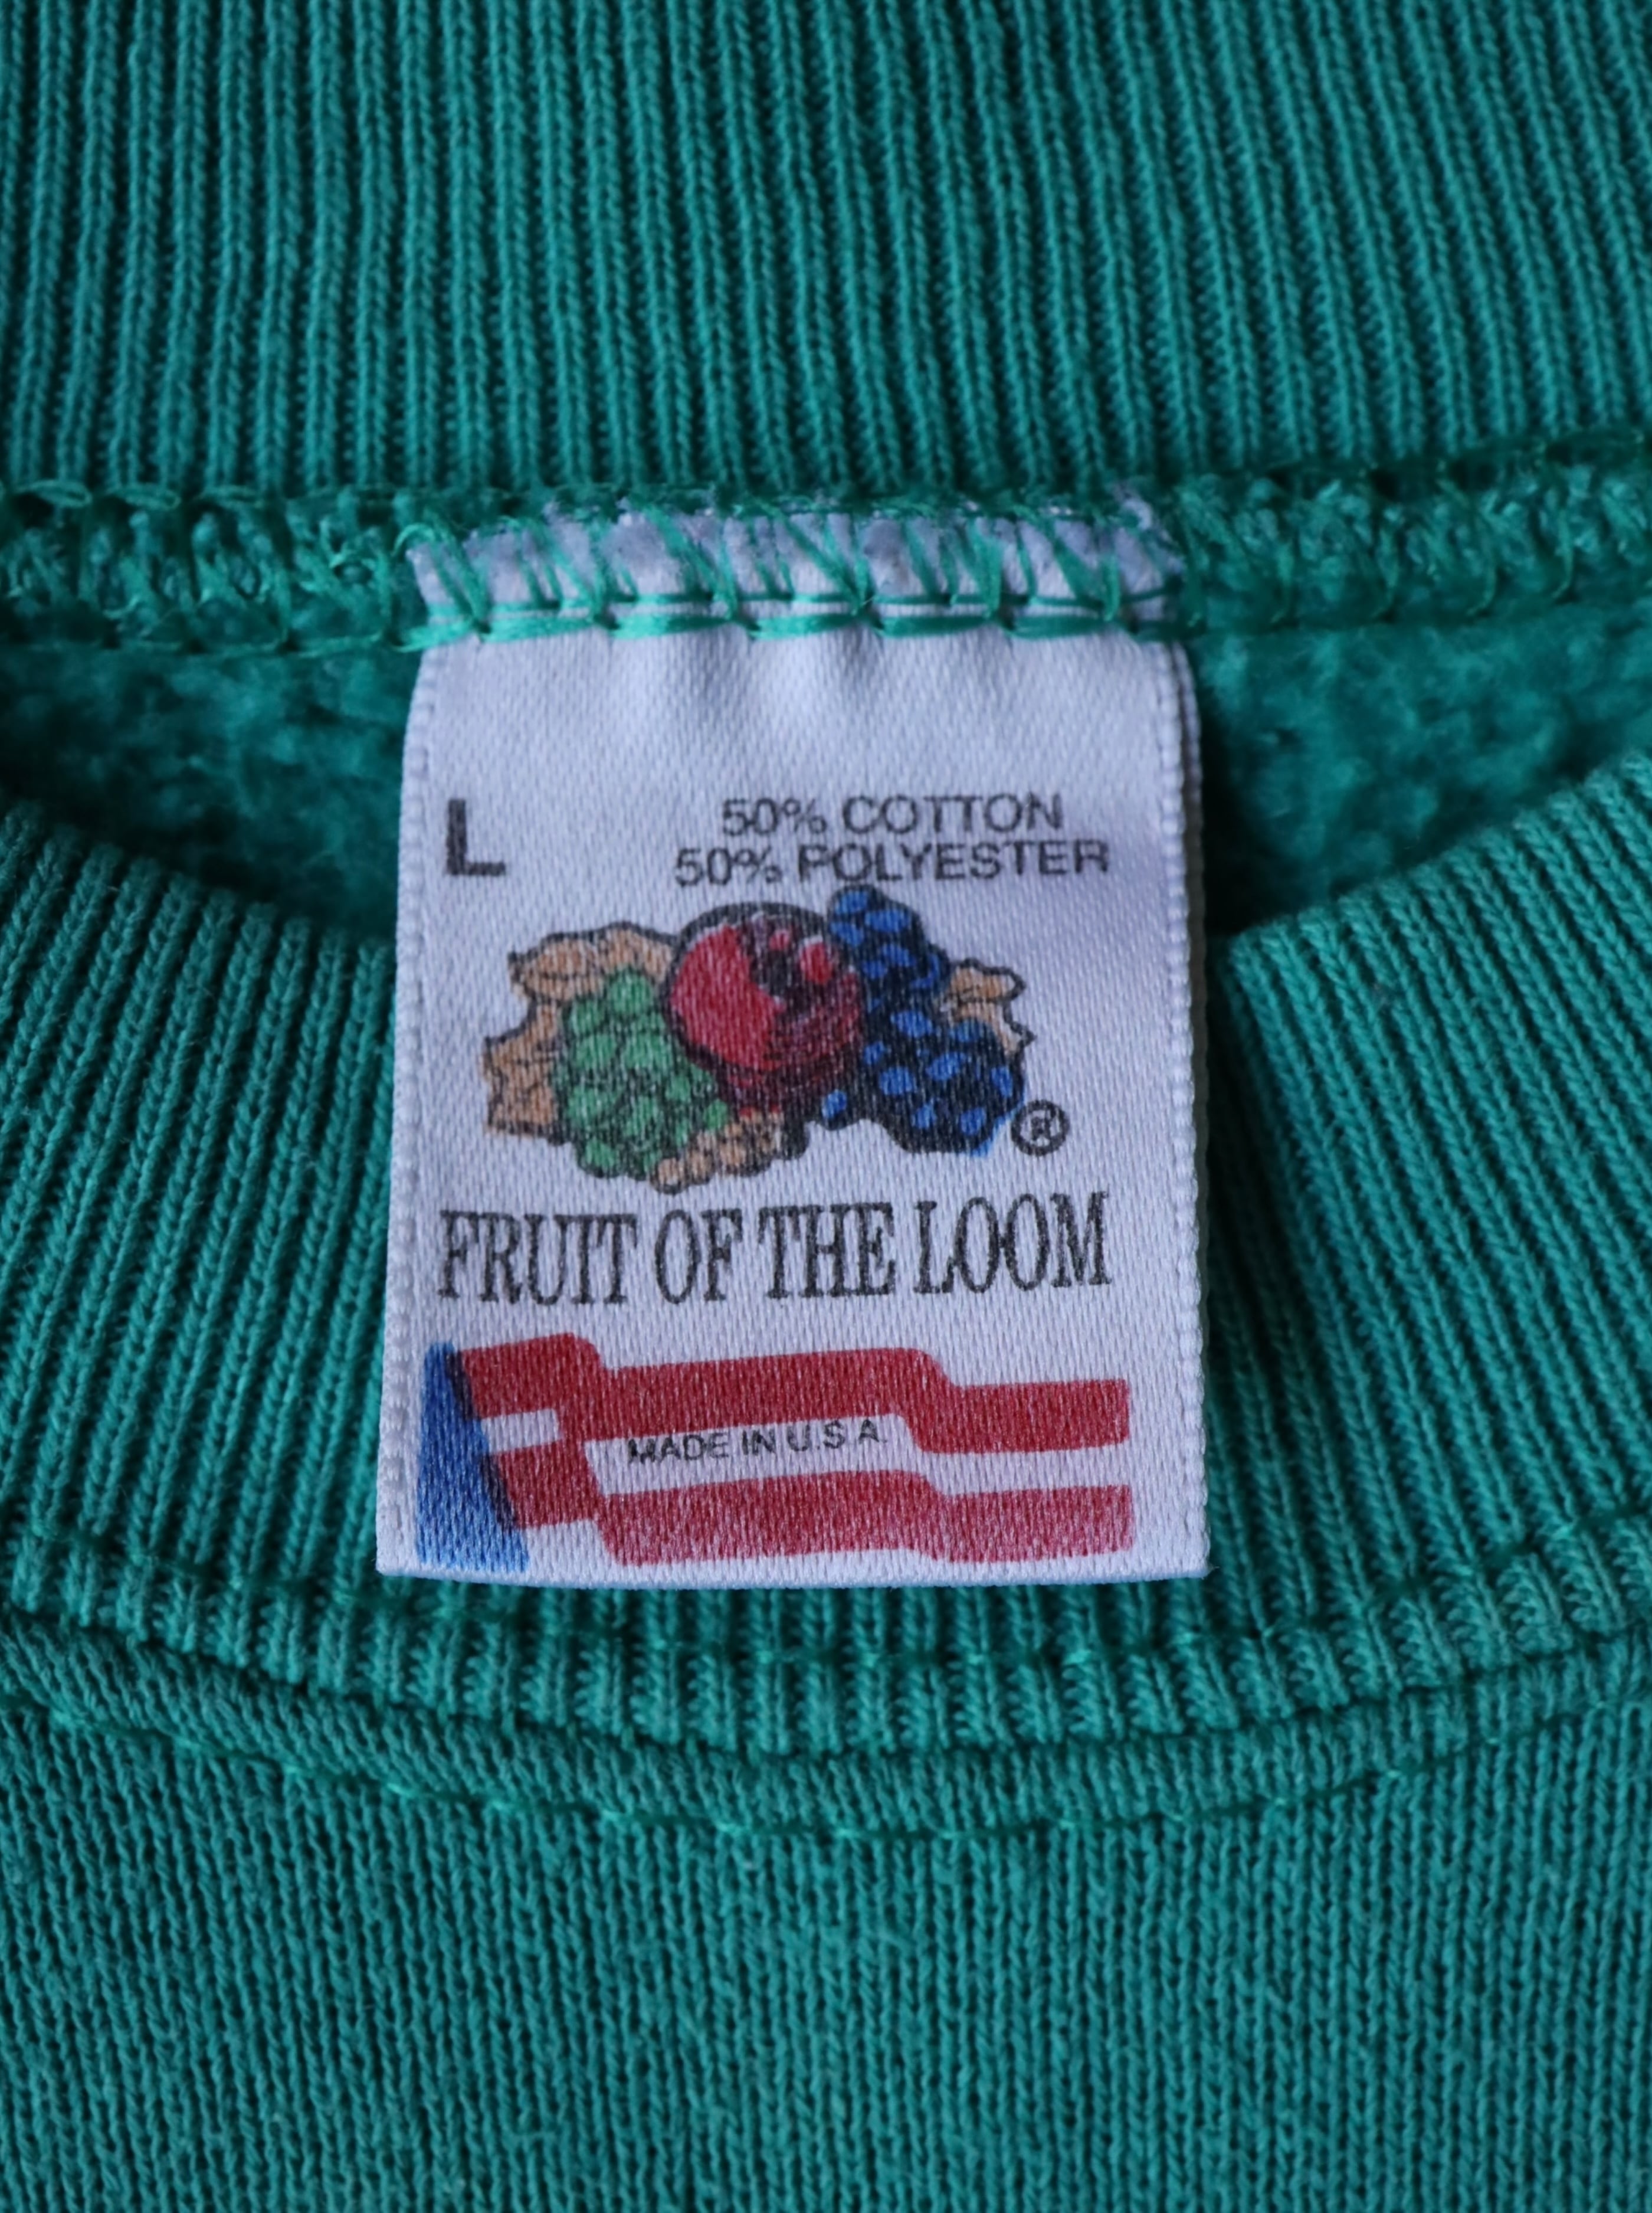 L
50% COTTON
50% POLYESTER
®
FRUIT OF THE LOOM
MADE IN U.S.A.